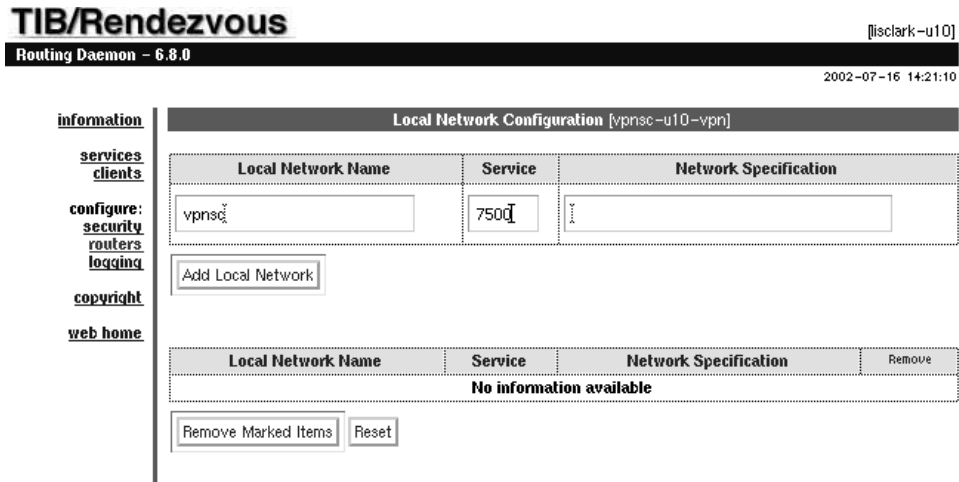 TIB/Rendezvous
[lisclark-u10]
Routing Daemon - 6.8.0
2002-07-16 14:21:10
information
services
clients
configure:
security
routers
logging
copyright
web home
Local Network Configuration [vpnsc-u10-vpn]
Local Network Name Service Network Specification
vpnsc 7500
Add Local Network
Local Network Name Service Network Specification Remove
No information available
Remove Marked Items Reset